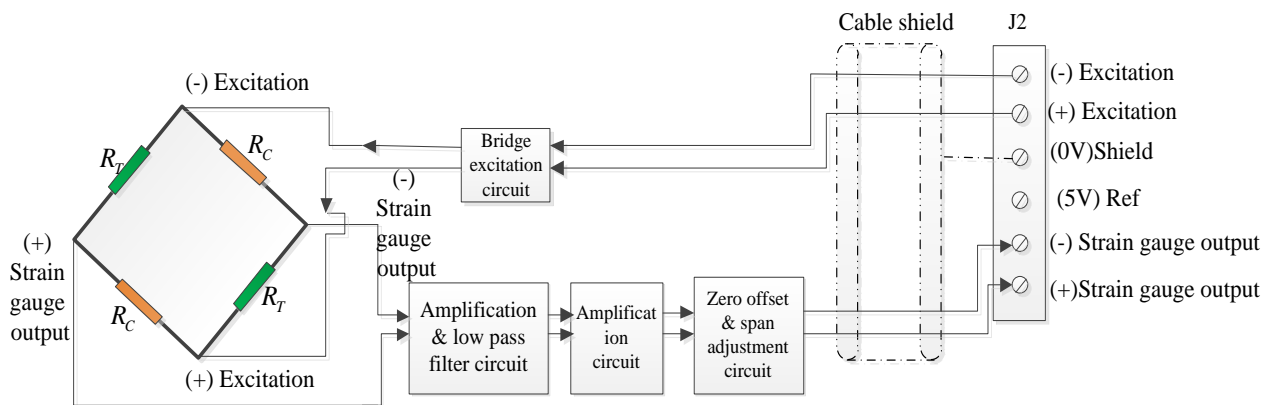 Cable shield
J2
(-) Excitation
(-) Excitation
(+) Excitation
(0V)Shield
(5V) Ref
(-) Strain gauge output
(+)Strain gauge output
R_T
R_C
Bridge
excitation
circuit
(-)
Strain
gauge
output
(+)
Strain
gauge
output
R_C
R_T
(+) Excitation
Amplification
& low pass
filter circuit
Amplificat
ion circuit
Zero offset
& span
adjustment
circuit